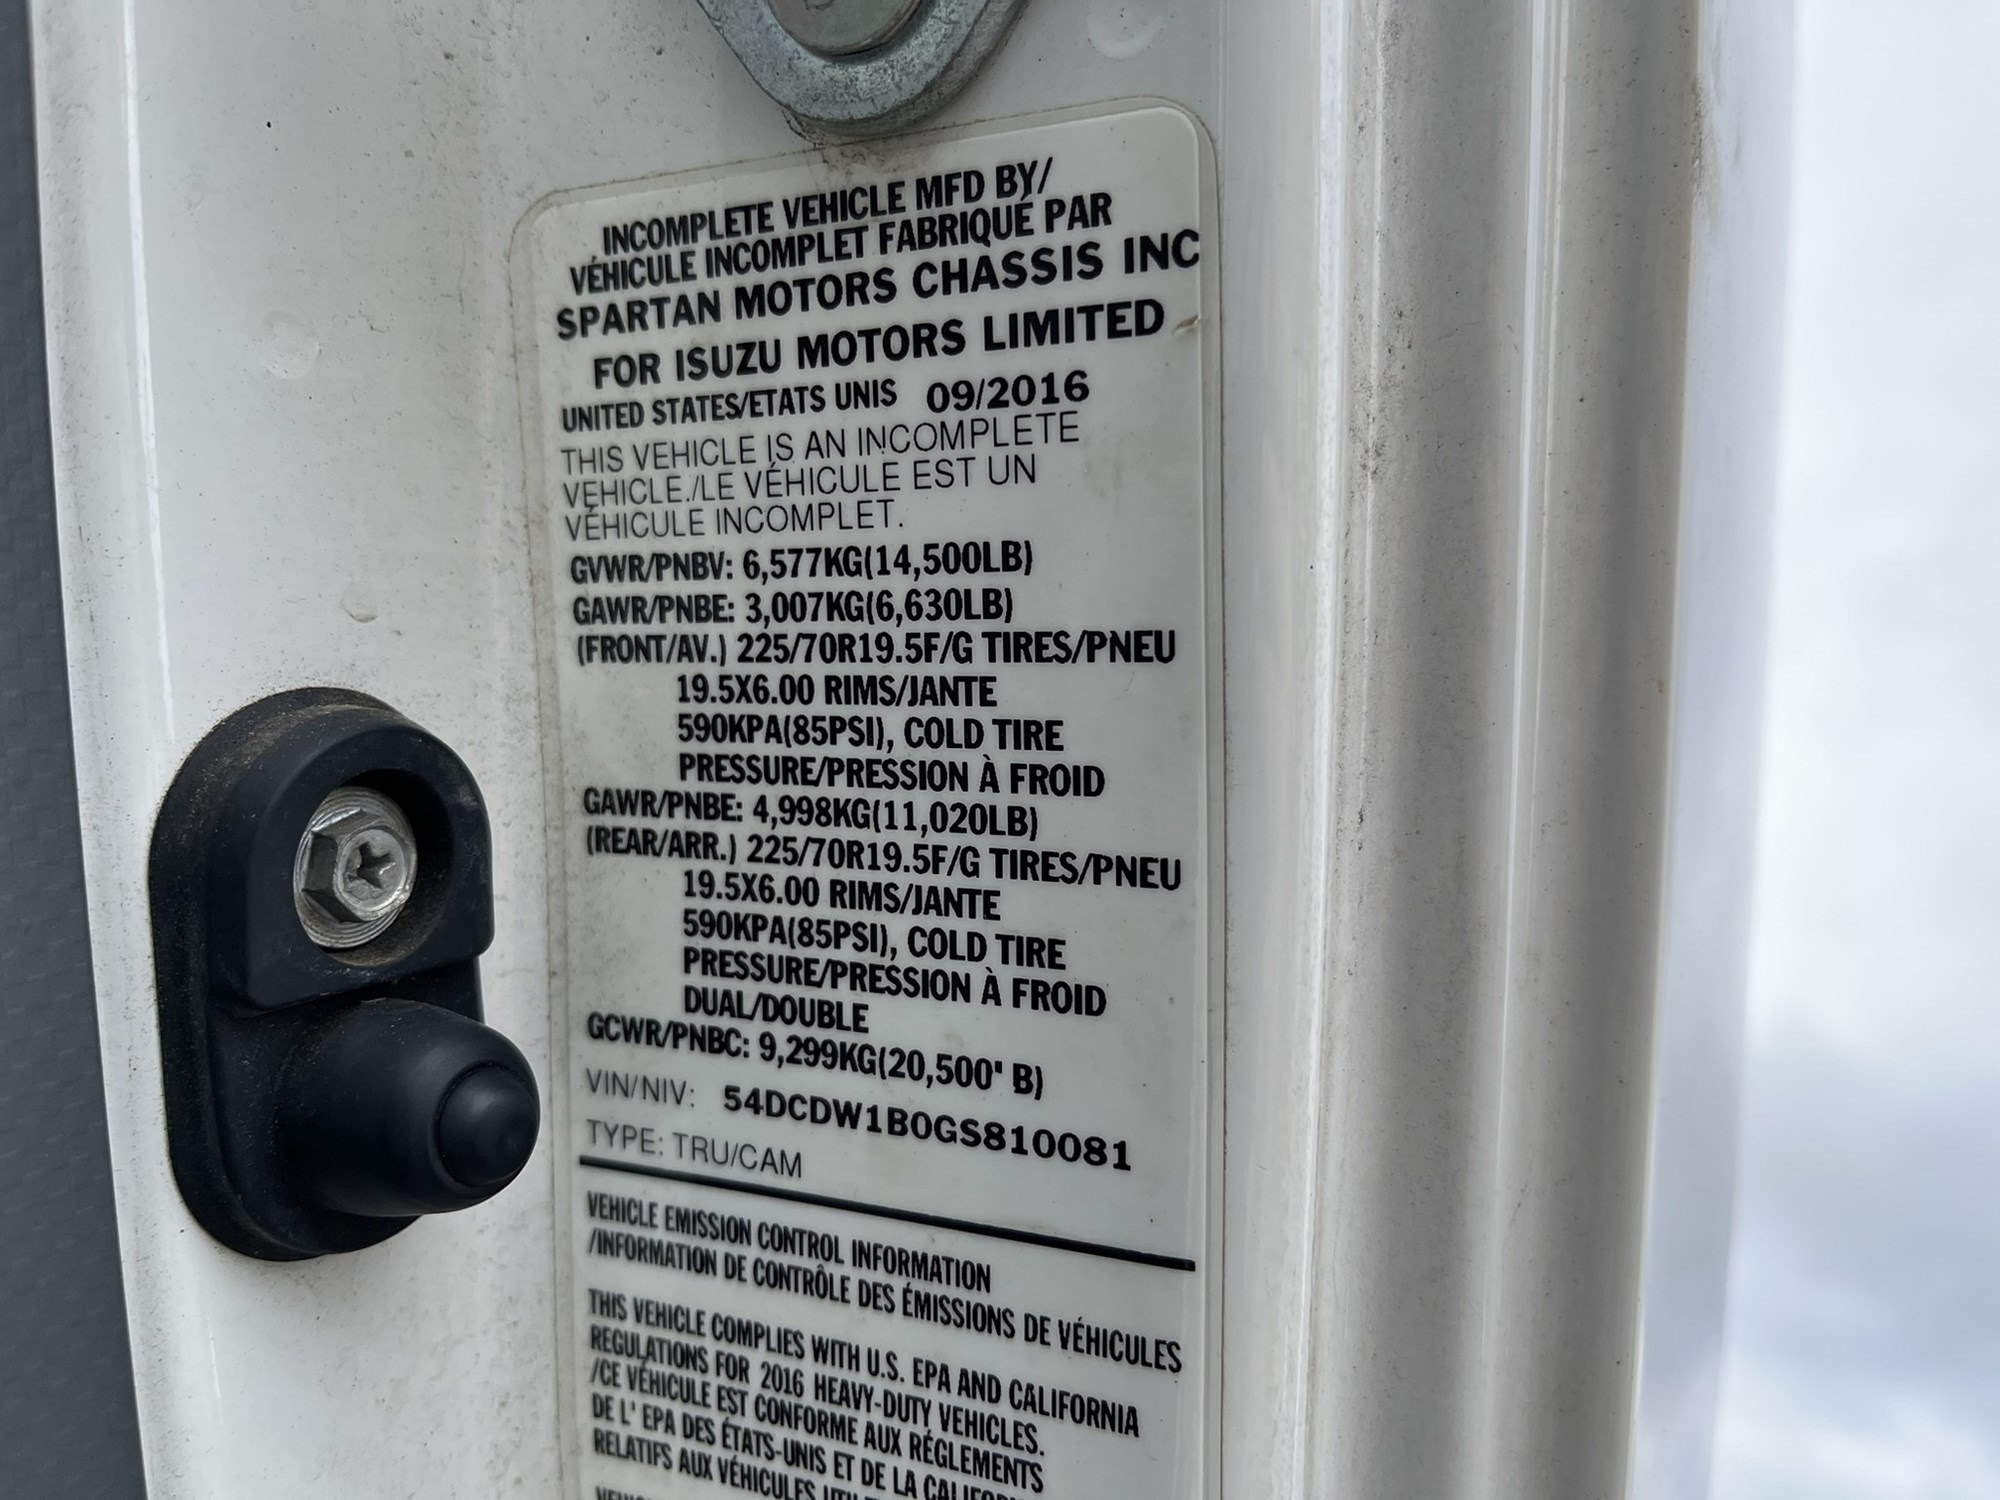 INCOMPLETE VEHICLE MFD BY/
VÉHICULE INCOMPLET FABRIQUÉ PAR
SPARTAN MOTORS CHASSIS INC
FOR ISUZU MOTORS LIMITED
UNITED STATES/ETATS UNIS 09/2016
THIS VEHICLE IS AN INCOMPLETE
VEHICLE./LE VÉHICULE EST UN
VÉHICULE INCOMPLET.
GVWR/PNBV: 6,577KG(14,500LB)
GAWR/PNBE: 3,007KG(6,630LB)
(FRONT/AV.) 225/70R19.5F/G TIRES/PNEU
19.5X6.00 RIMS/JANTE
590KPA(85PSI), COLD TIRE
PRESSURE/PRESSION À FROID
GAWR/PNBE: 4,998KG(11,020LB)
(REAR/ARR.) 225/70R19.5F/G TIRES/PNEU
19.5X6.00 RIMS/JANTE
590KPA(85PSI), COLD TIRE
PRESSURE/PRESSION À FROID
DUAL/DOUBLE
GCWR/PNBC: 9,299KG(20,500' B)
VIN/NIV: 54DCDW1B0GS810081
TYPE: TRU/CAM
VEHICLE EMISSION CONTROL INFORMATION
/INFORMATION DE CONTRÔLE DES ÉMISSIONS DE VÉHICULES
THIS VEHICLE COMPLIES WITH U.S. EPA AND CALIFORNIA
REGULATIONS FOR 2016 HEAVY-DUTY VEHICLES.
/CE VÉHICULE EST CONFORME AUX RÉGLEMENTS
DE L' EPA DES ÉTATS-UNIS ET DE LA
RELATIFS AUX VÉHICULES